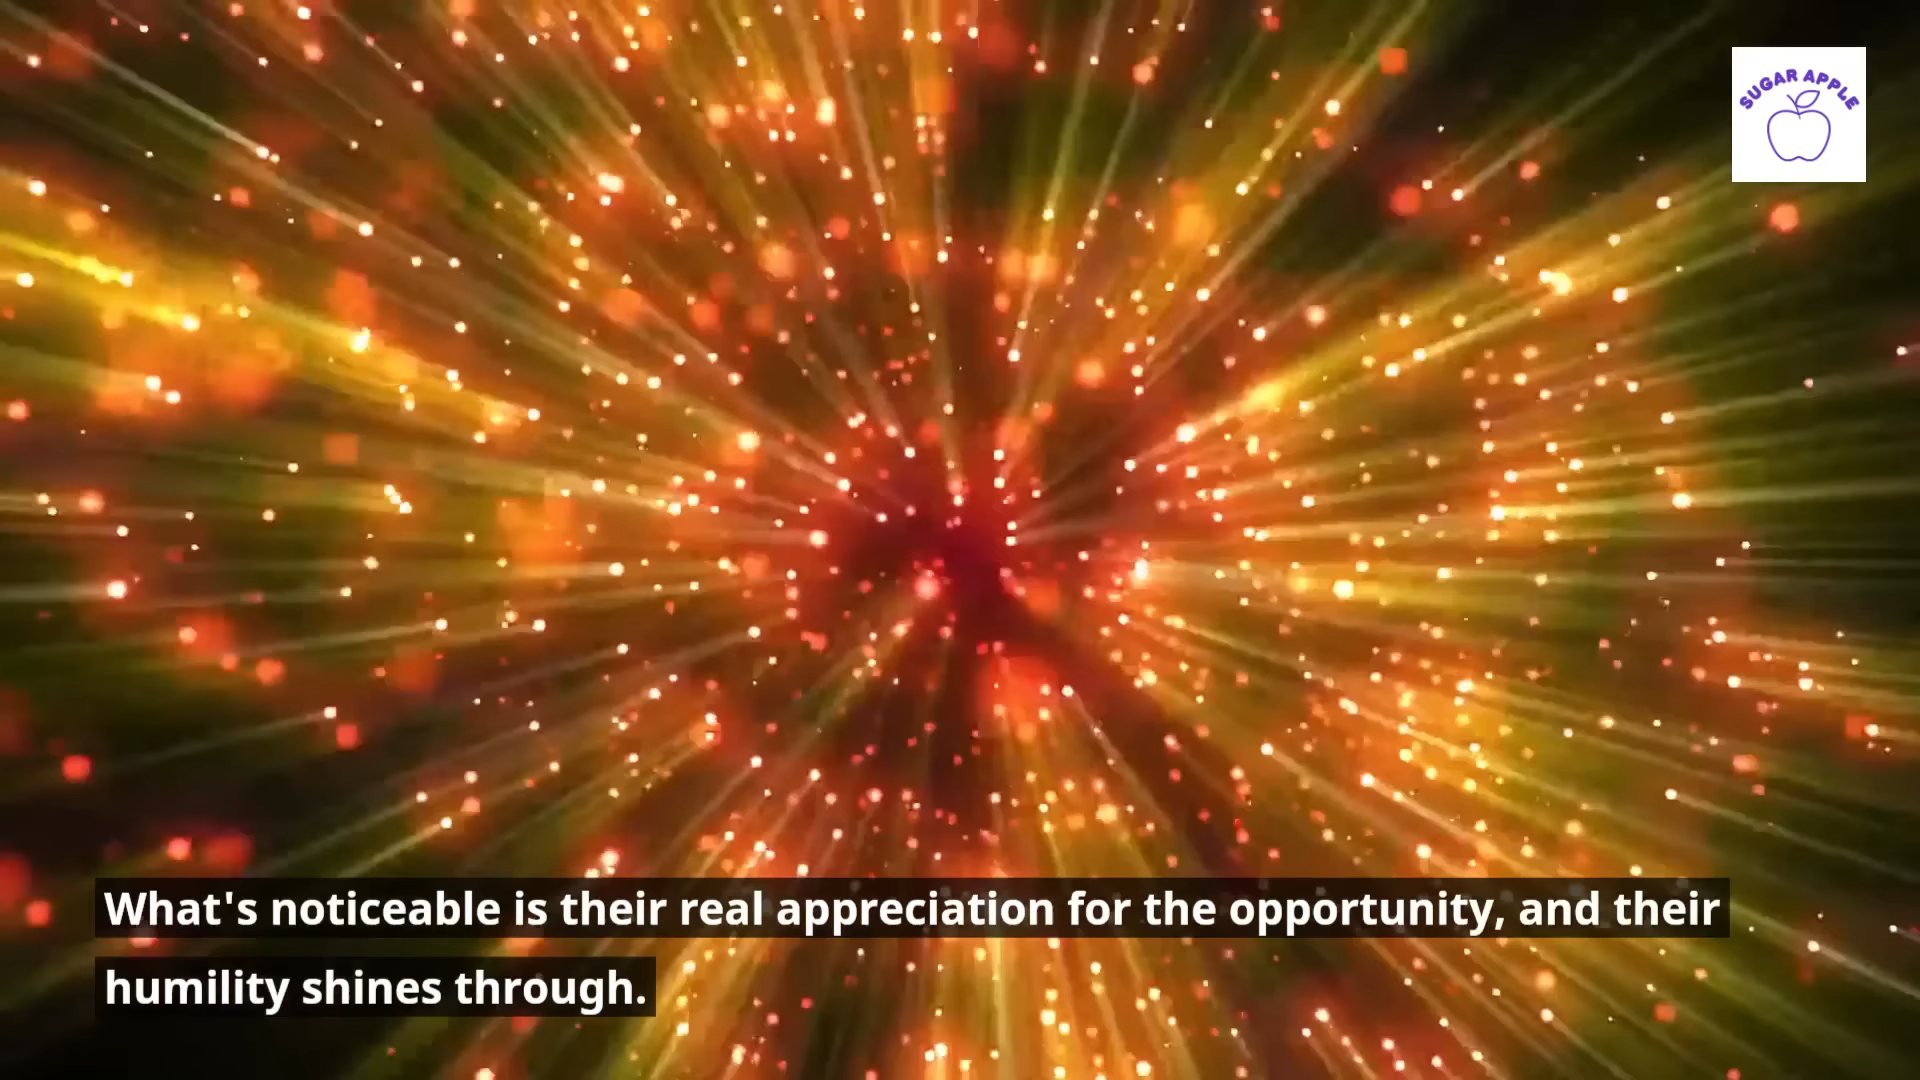 SUGAR APPLE
What's noticeable is their real appreciation for the opportunity, and their
humility shines through.